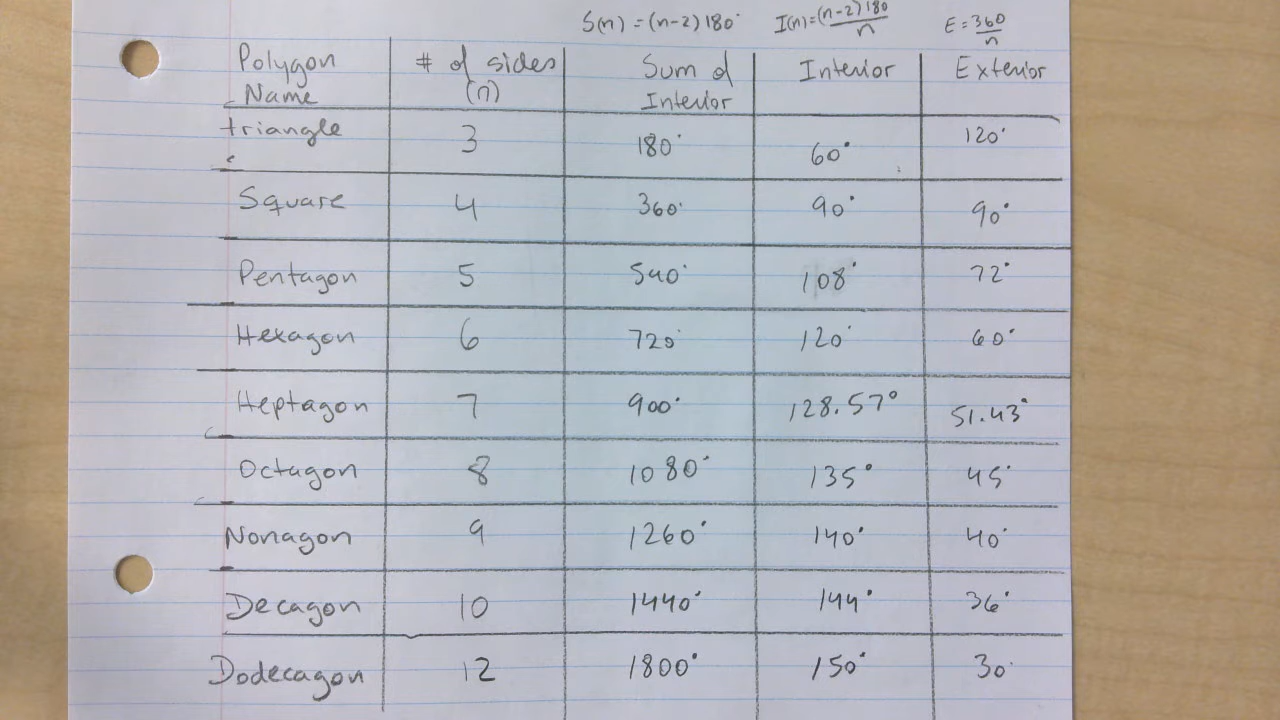 S(n) = (n-2) 180° I(n) = (n-2) 180 / n E = 360 / n
Polygon Name # of sides (n) Sum of Interior Interior Exterior
triangle 3 180° 60° 120°
Square 4 360° 90° 90°
Pentagon 5 540° 108° 72°
Hexagon 6 720° 120° 60°
Heptagon 7 900° 128.57° 51.43°
Octagon 8 1080° 135° 45°
Nonagon 9 1260° 140° 40°
Decagon 10 1440° 144° 36°
Dodecagon 12 1800° 150° 30°